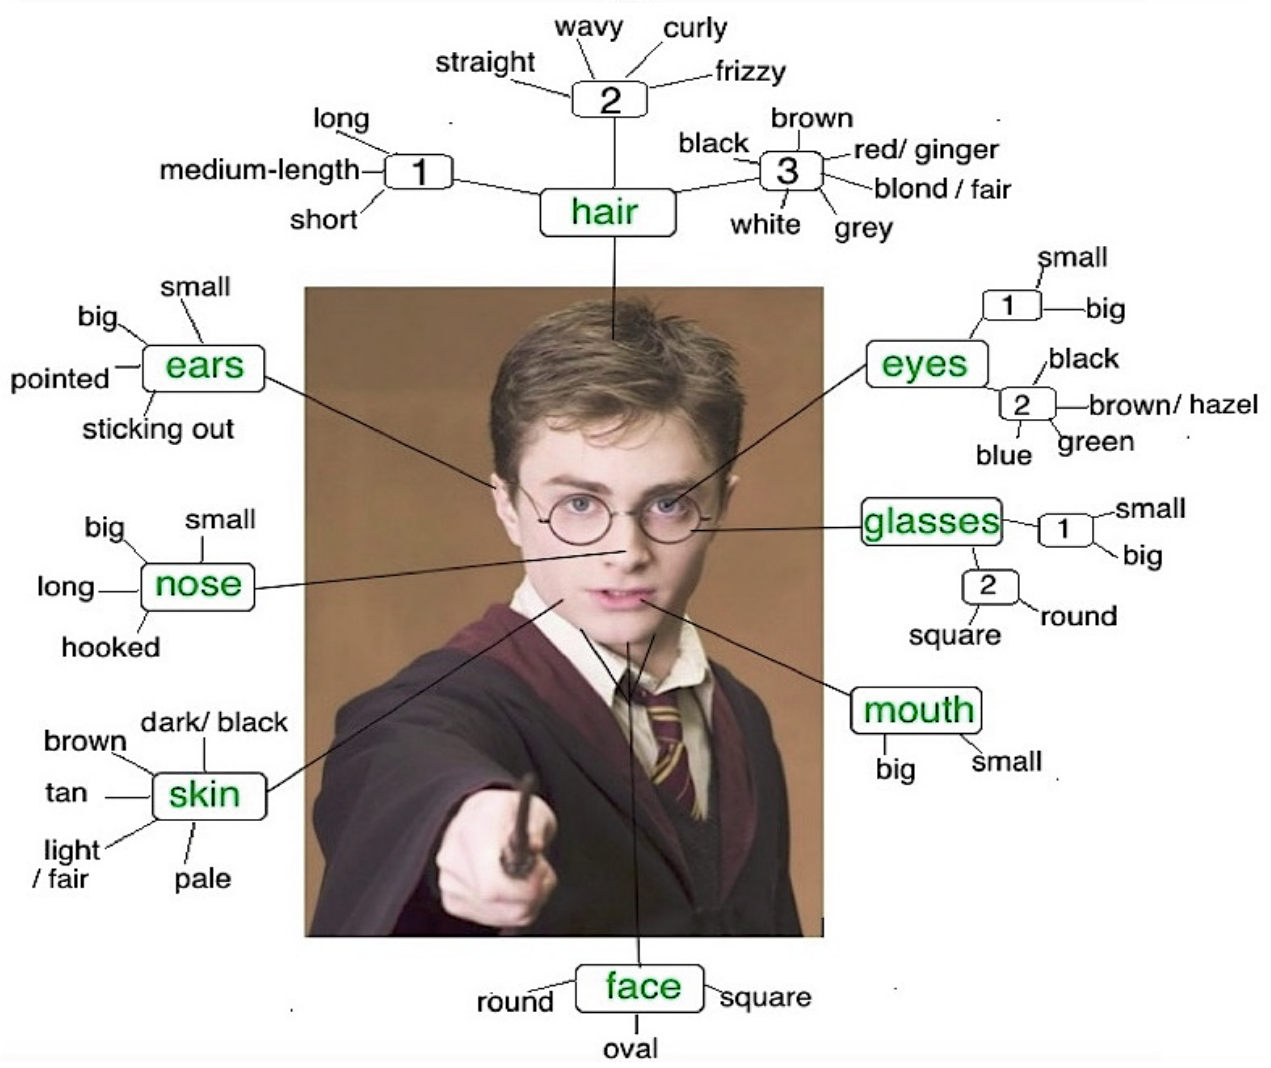 wavy
curly
straight
frizzy
2
long
medium-length
short
1
brown
black
red/ ginger
3
blond / fair
white
grey
hair
small
big
pointed
sticking out
ears
small
1
big
eyes
black
2
brown/ hazel
green
blue
big
small
long
hooked
nose
glasses
1
small
big
2
round
square
mouth
big
small
dark/ black
brown
tan
light
/ fair
pale
skin
face
round
square
oval